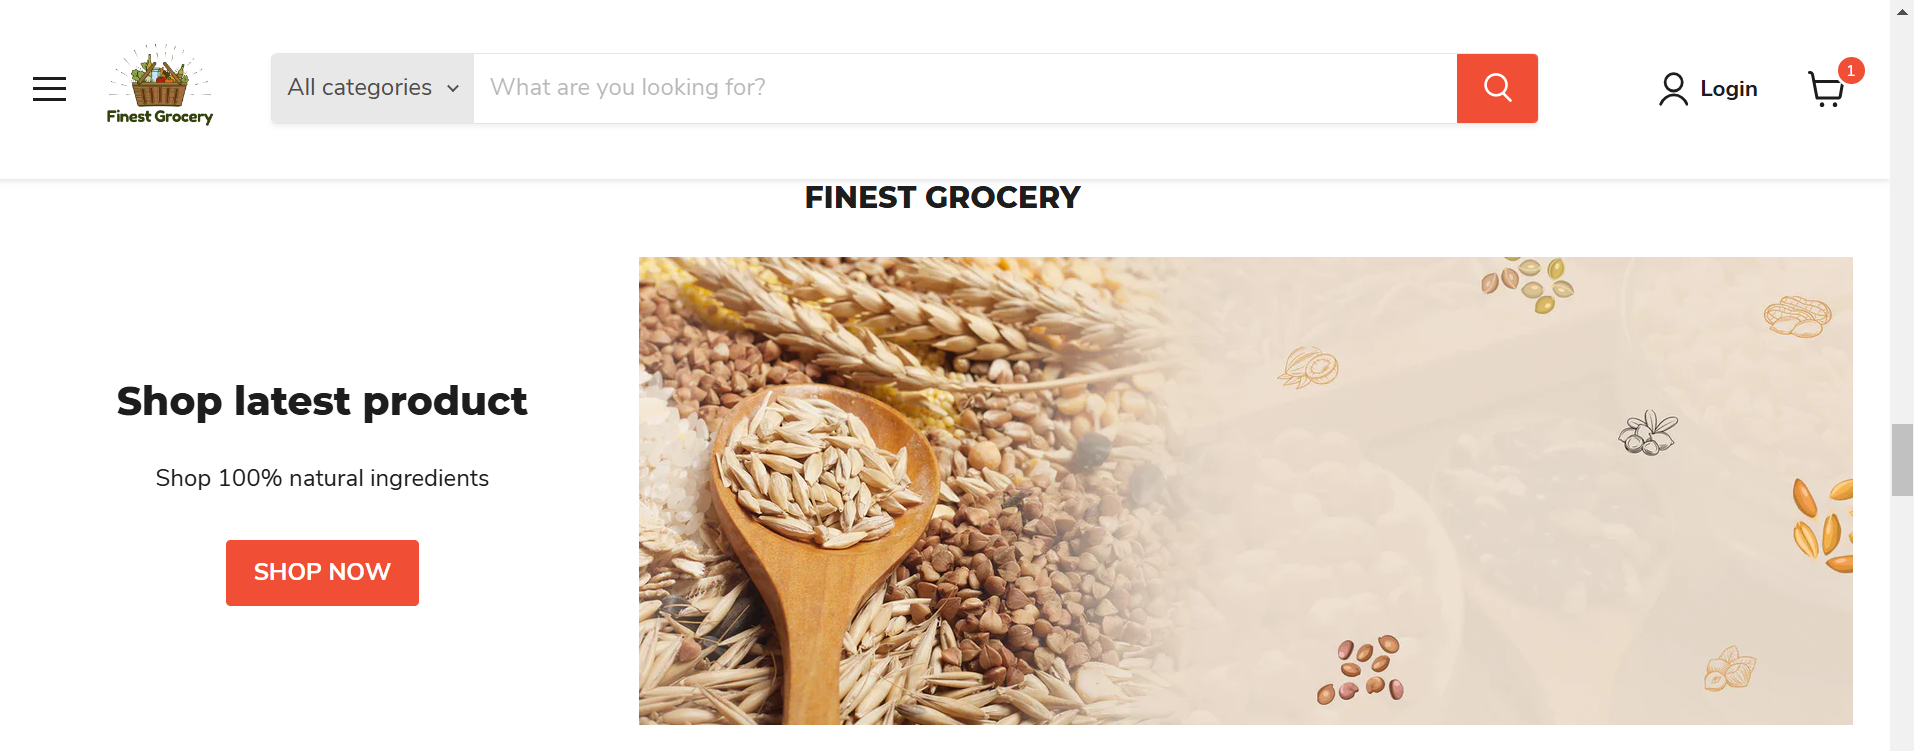 Finest Grocery
All categories
What are you looking for?
Login
1
FINEST GROCERY
Shop latest product
Shop 100% natural ingredients
SHOP NOW